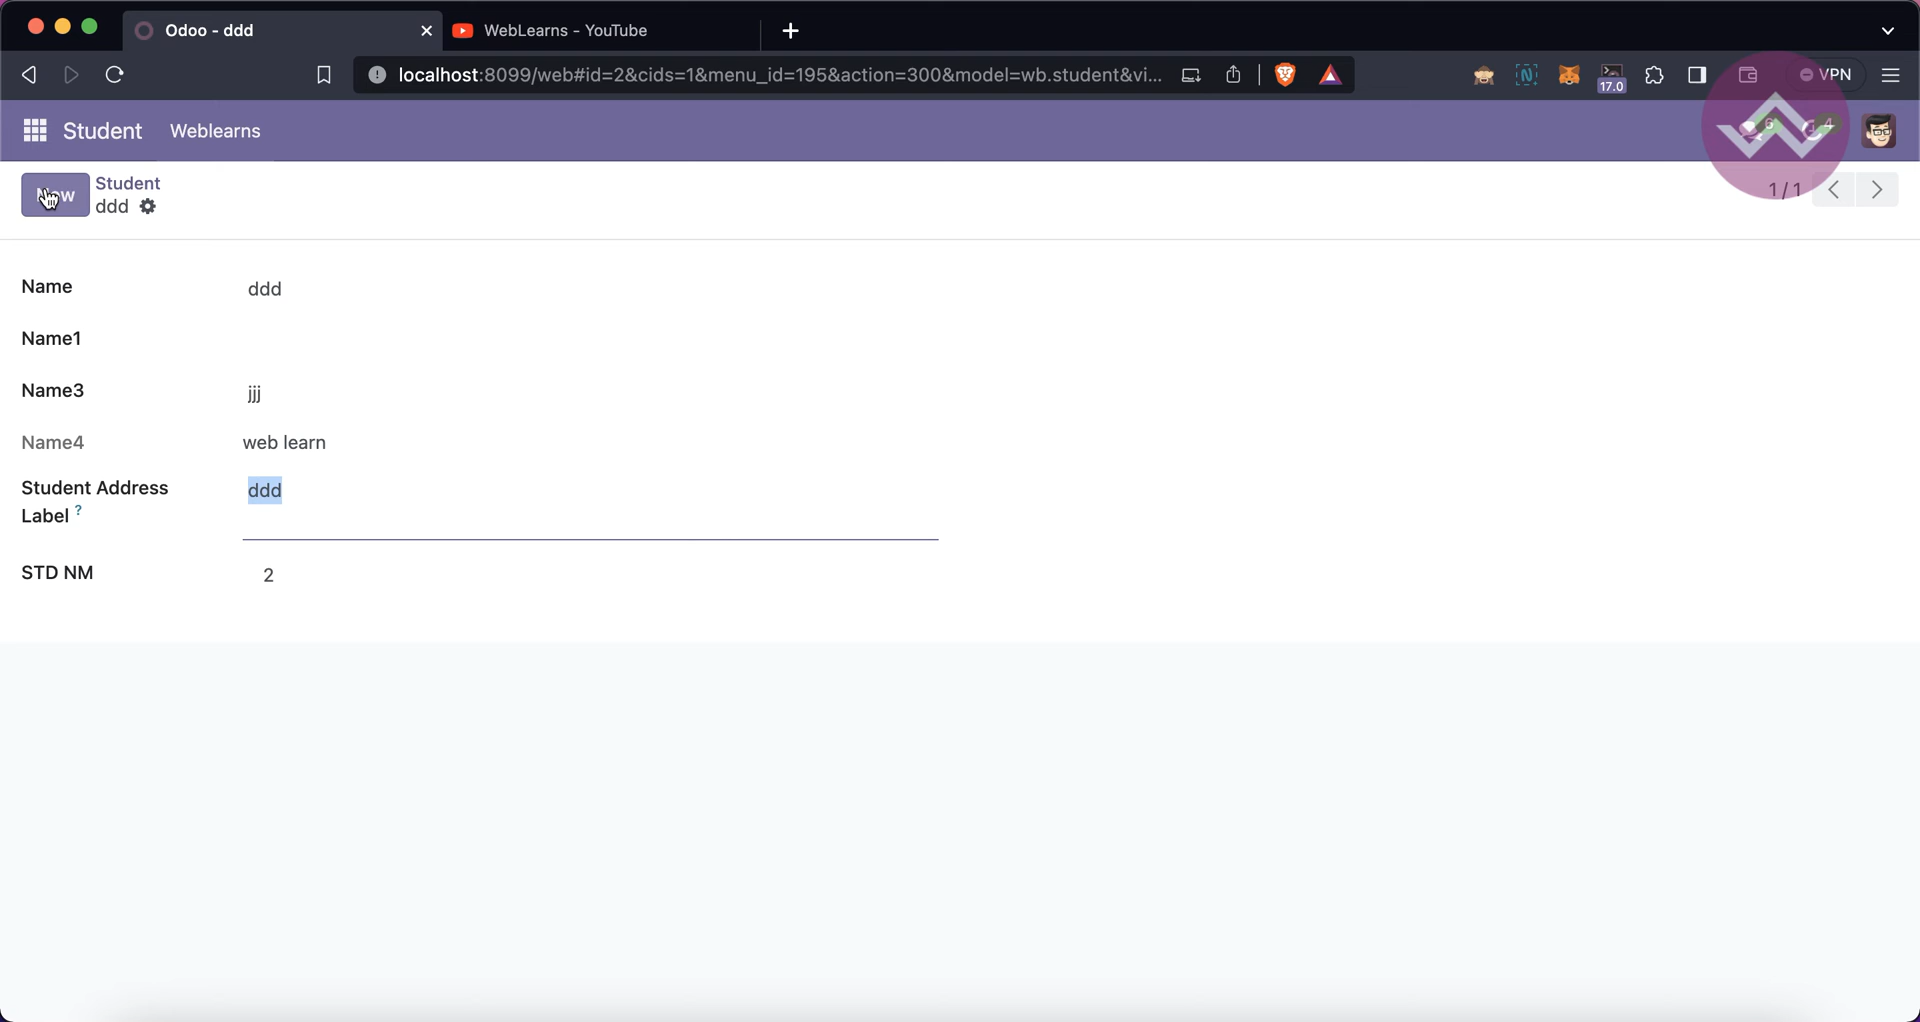 Odoo - ddd
WebLearns - YouTube
localhost:8099/web#id=2&cids=1&menu_id=195&action=300&model=wb.student&vi...
17.0
VPN
Student
Weblearns
6
4
New
Student
ddd
1 / 1
Name
ddd
Name1
Name3
jjj
Name4
web learn
Student Address
Label ?
ddd
STD NM
2